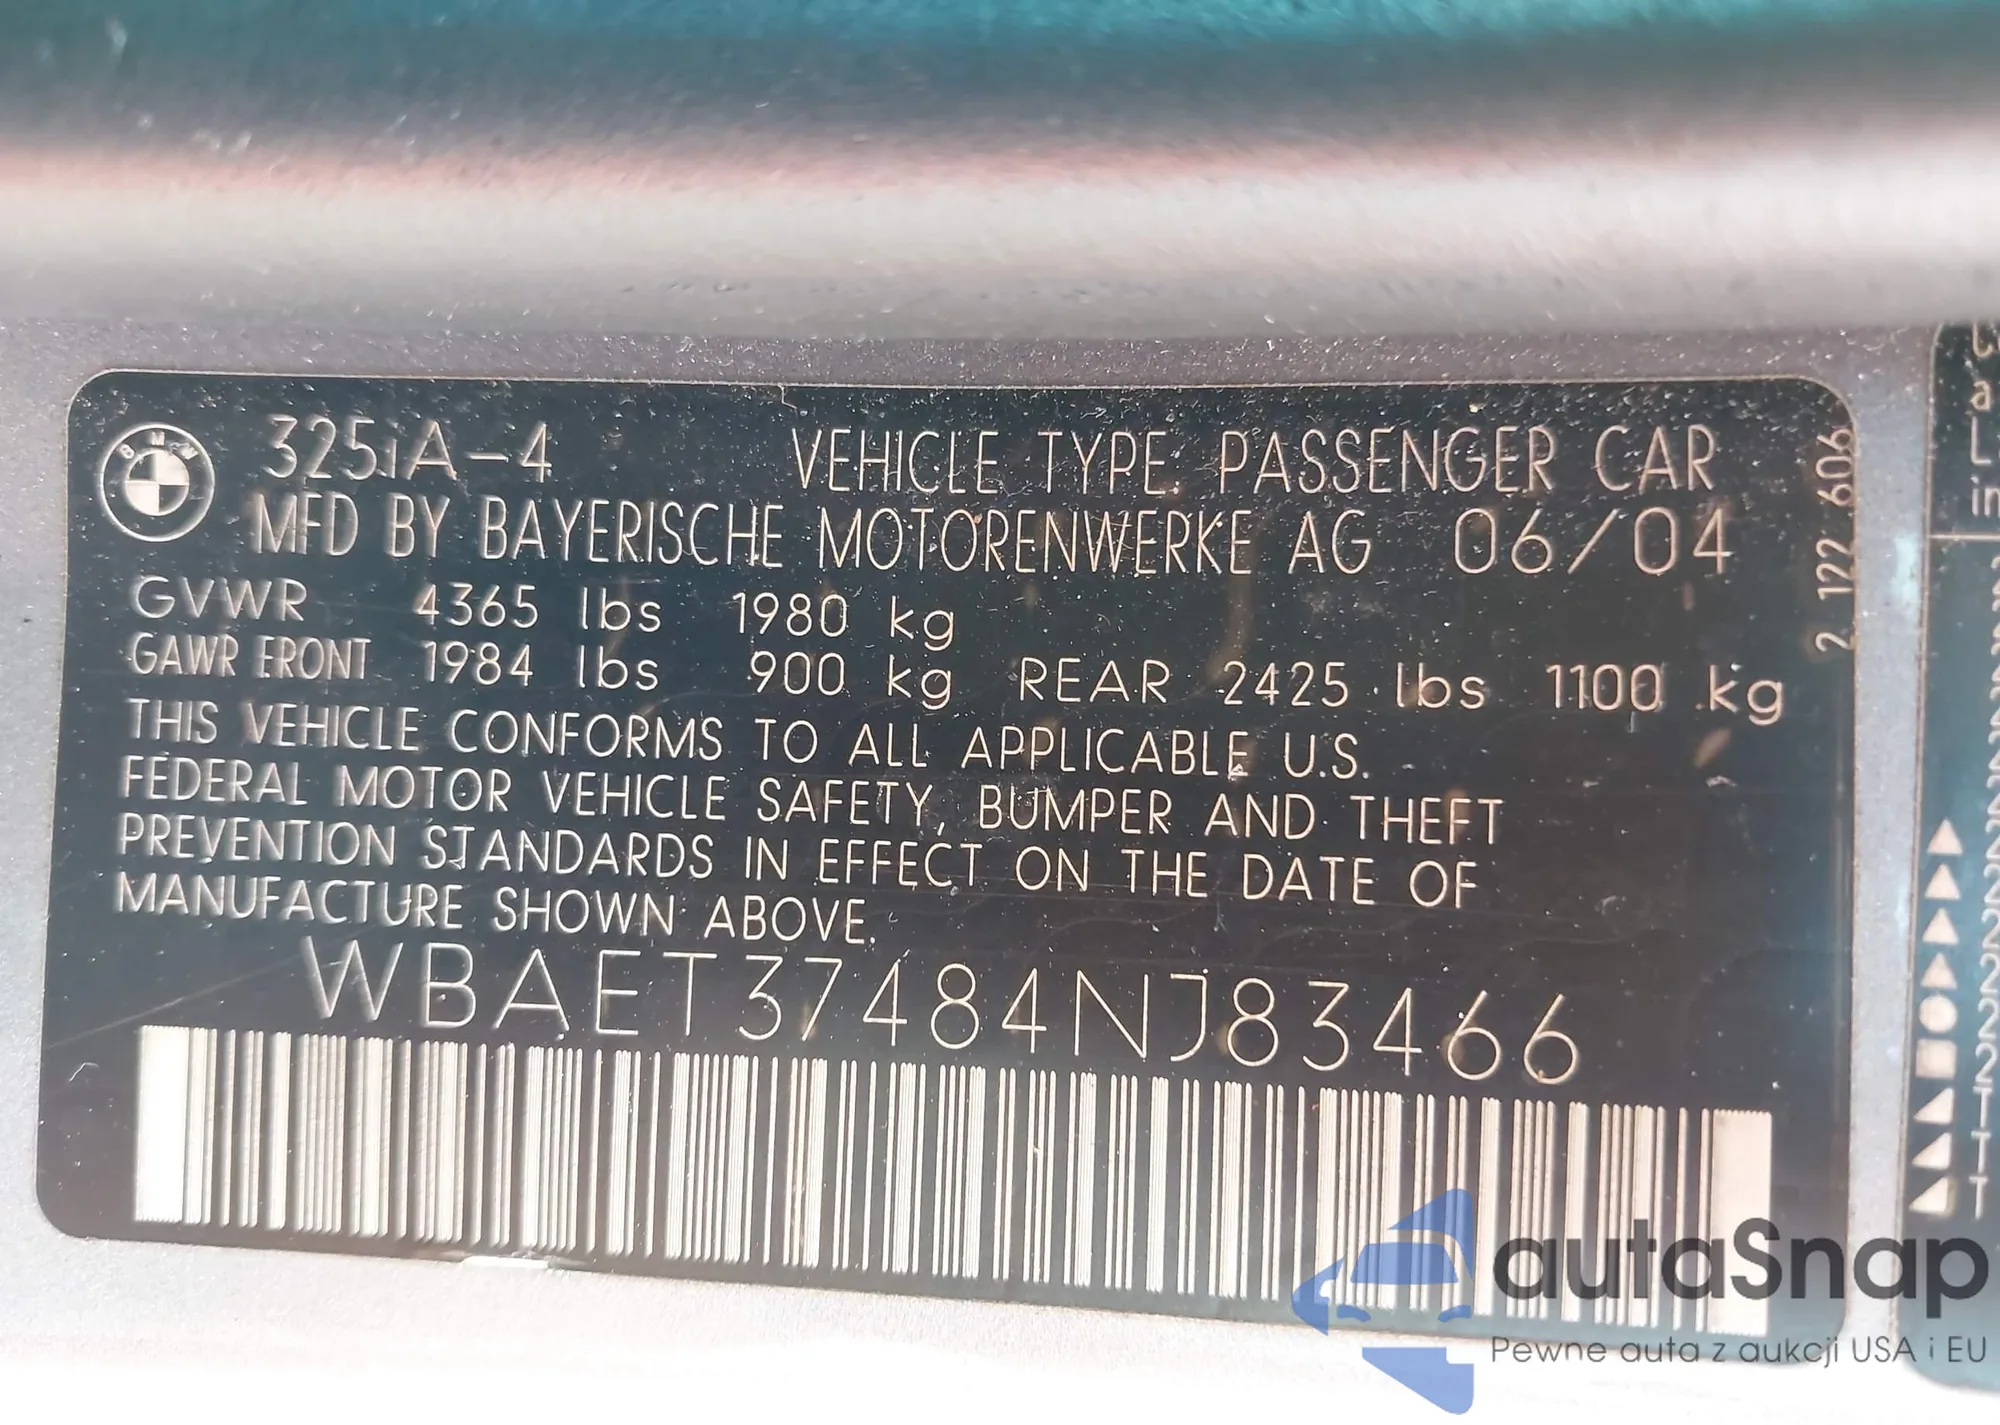 325iA-4 VEHICLE TYPE: PASSENGER CAR
MFD BY BAYERISCHE MOTORENWERKE AG 06/04
GVWR 4365 lbs 1980 kg
GAWR FRONT 1984 lbs 900 kg REAR 2425 lbs 1100 kg
THIS VEHICLE CONFORMS TO ALL APPLICABLE U.S.
FEDERAL MOTOR VEHICLE SAFETY, BUMPER AND THEFT
PREVENTION STANDARDS IN EFFECT ON THE DATE OF
MANUFACTURE SHOWN ABOVE.
WBAET37484NJ83466
2 122 606
BMW
autaSnap
Pewne auta z aukcji USA i EU